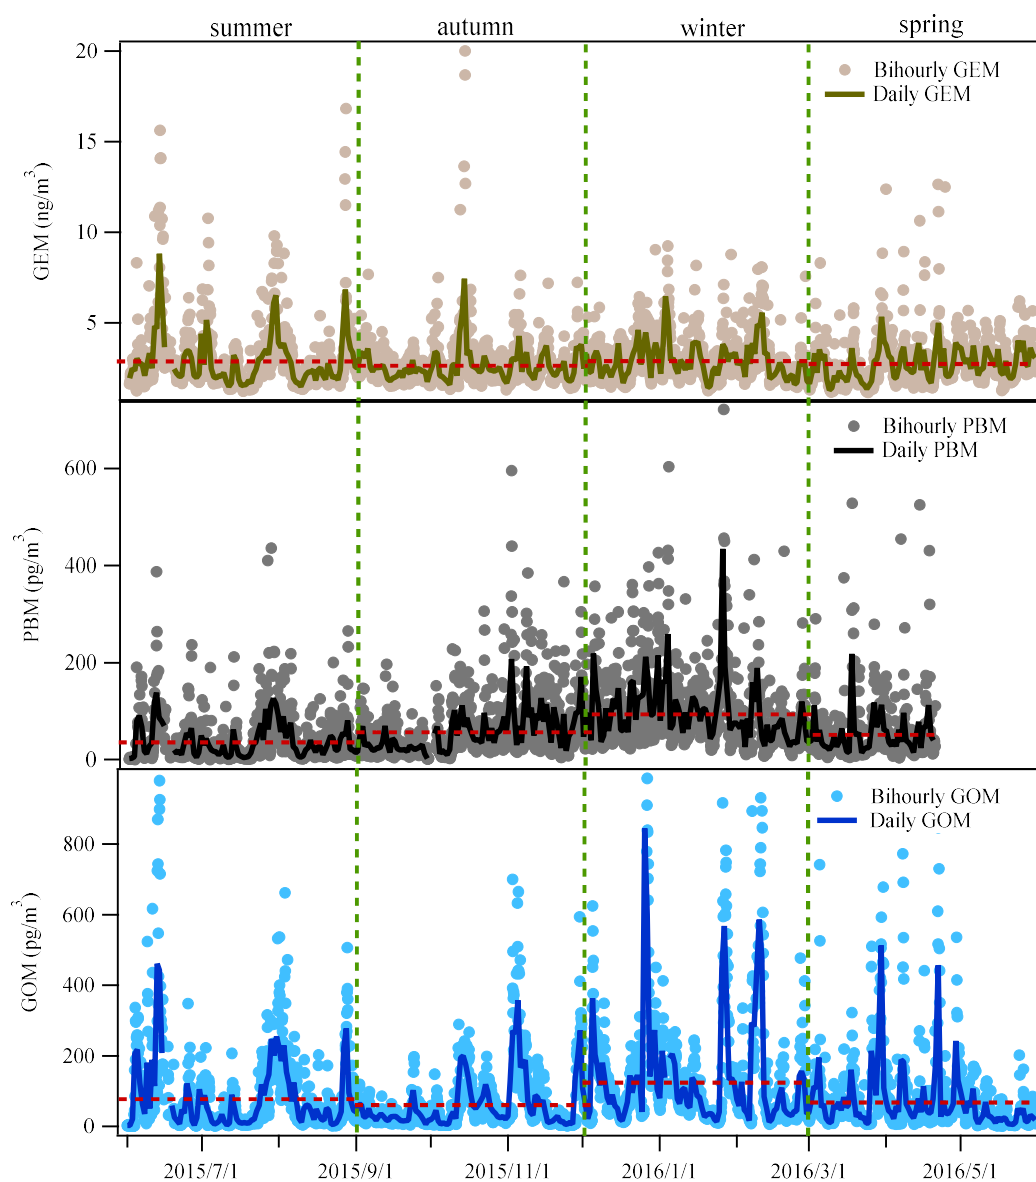 summer autumn winter spring
20
15
10
5
GEM (ng/m³)
Bihourly GEM
Daily GEM
600
400
200
0
PBM (pg/m³)
Bihourly PBM
Daily PBM
800
600
400
200
0
GOM (pg/m³)
Bihourly GOM
Daily GOM
2015/7/1 2015/9/1 2015/11/1 2016/1/1 2016/3/1 2016/5/1